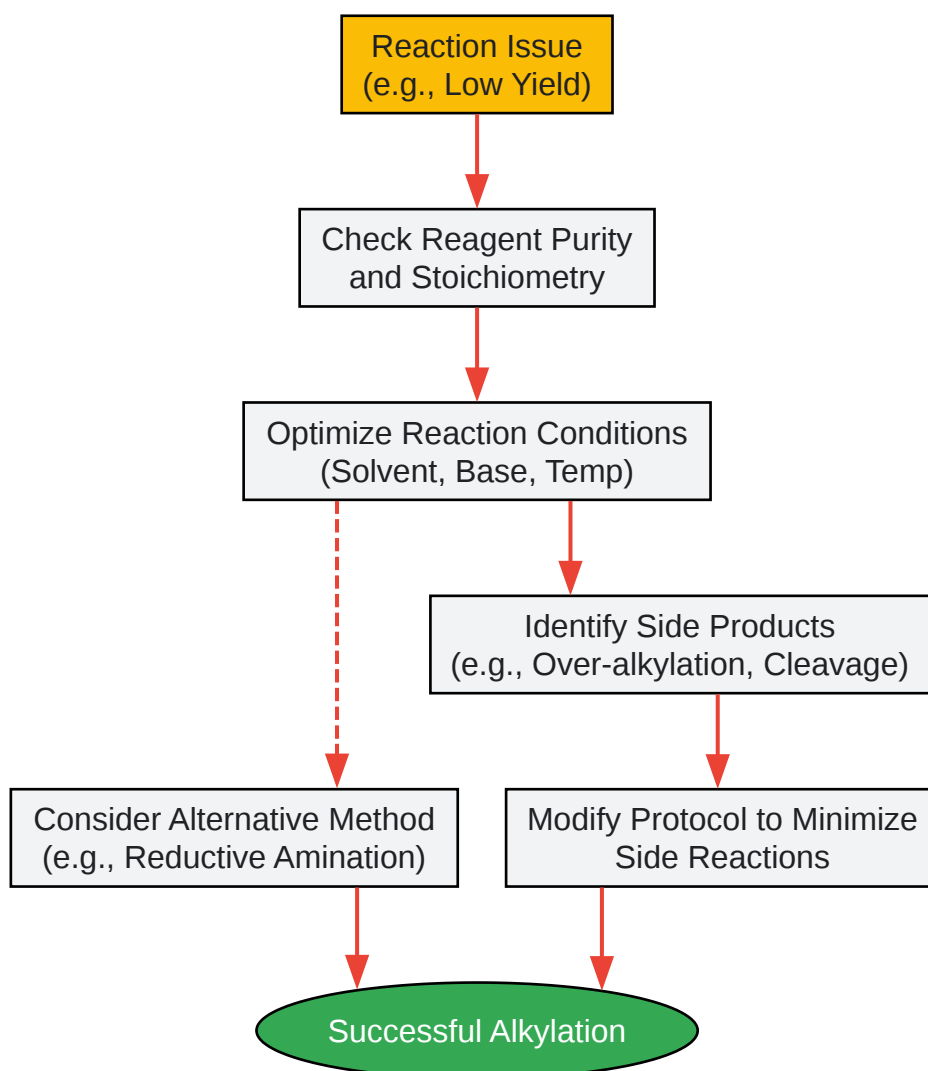 Reaction Issue
(e.g., Low Yield)
Check Reagent Purity
and Stoichiometry
Optimize Reaction Conditions
(Solvent, Base, Temp)
Identify Side Products
(e.g., Over-alkylation, Cleavage)
Consider Alternative Method
(e.g., Reductive Amination)
Modify Protocol to Minimize
Side Reactions
Successful Alkylation